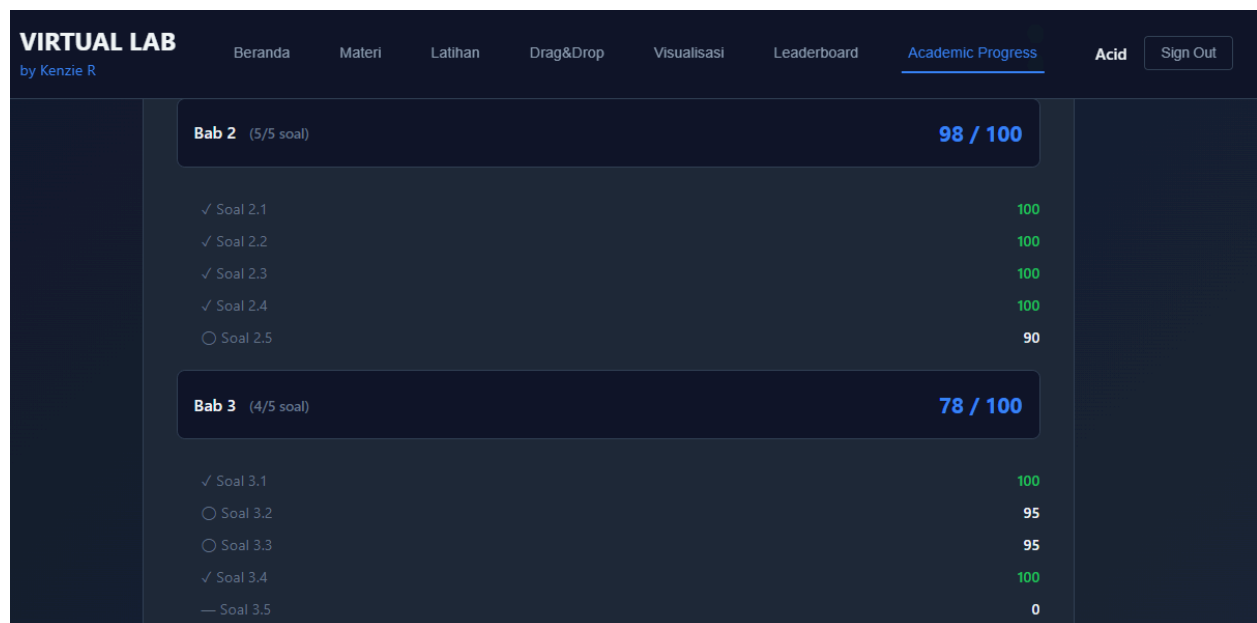 VIRTUAL LAB
by Kenzie R
Beranda Materi Latihan Drag&Drop Visualisasi Leaderboard Academic Progress Acid Sign Out
Bab 2 (5/5 soal) 98 / 100
✓ Soal 2.1 100
✓ Soal 2.2 100
✓ Soal 2.3 100
✓ Soal 2.4 100
○ Soal 2.5 90
Bab 3 (4/5 soal) 78 / 100
✓ Soal 3.1 100
○ Soal 3.2 95
○ Soal 3.3 95
✓ Soal 3.4 100
— Soal 3.5 0